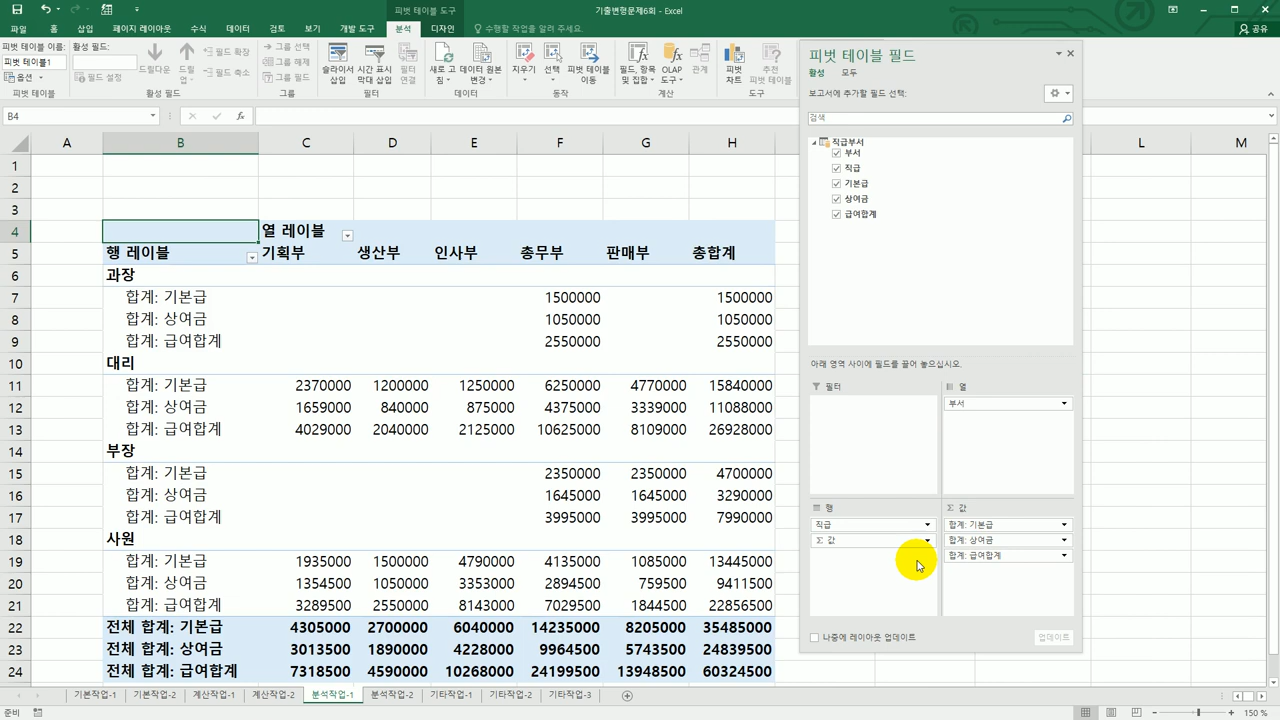 피벗 테이블 도구
기출변형문제6회 - Excel
파일 홈 삽입 페이지 레이아웃 수식 데이터 검토 보기 개발 도구 분석 디자인 수행할 작업을 알려 주세요. 공유
피벗 테이블 이름: 활성 필드:
피벗 테이블1
옵션 필드 설정
드릴다운 드릴업 필드 확장 필드 축소
그룹 선택
그룹 해제
그룹 필드
슬라이서 삽입 시간 표시 막대 삽입 필터 연결
새로 고침 데이터 원본 변경
지우기 선택 피벗 테이블 이동
필드, 항목 및 집합 OLAP 도구 관계
피벗 차트 추천 피벗 테이블
피벗 테이블 활성 필드 그룹 필터 데이터 동작 계산 도구
B4 fx
A B C D E F G H L M
1
2
3
4 열 레이블
5 행 레이블 기획부 생산부 인사부 총무부 판매부 총합계
6 과장
7 합계: 기본급 1500000 1500000
8 합계: 상여금 1050000 1050000
9 합계: 급여합계 2550000 2550000
10 대리
11 합계: 기본급 2370000 1200000 1250000 6250000 4770000 15840000
12 합계: 상여금 1659000 840000 875000 4375000 3339000 11088000
13 합계: 급여합계 4029000 2040000 2125000 10625000 8109000 26928000
14 부장
15 합계: 기본급 2350000 2350000 4700000
16 합계: 상여금 1645000 1645000 3290000
17 합계: 급여합계 3995000 3995000 7990000
18 사원
19 합계: 기본급 1935000 1500000 4790000 4135000 1085000 13445000
20 합계: 상여금 1354500 1050000 3353000 2894500 759500 9411500
21 합계: 급여합계 3289500 2550000 8143000 7029500 1844500 22856500
22 전체 합계: 기본급 4305000 2700000 6040000 14235000 8205000 35485000
23 전체 합계: 상여금 3013500 1890000 4228000 9964500 5743500 24839500
24 전체 합계: 급여합계 7318500 4590000 10268000 24199500 13948500 60324500
피벗 테이블 필드
활성 모두
보고서에 추가할 필드 선택:
검색
직급부서
부서
직급
기본급
상여금
급여합계
아래 영역 사이에 필드를 끌어 놓으십시오.
필터 열
부서
행 Σ 값
직급 합계: 기본급
Σ 값 합계: 상여금
합계: 급여합계
나중에 레이아웃 업데이트 업데이트
기본작업-1 기본작업-2 계산작업-1 계산작업-2 분석작업-1 분석작업-2 기타작업-1 기타작업-2 기타작업-3
준비 150 %